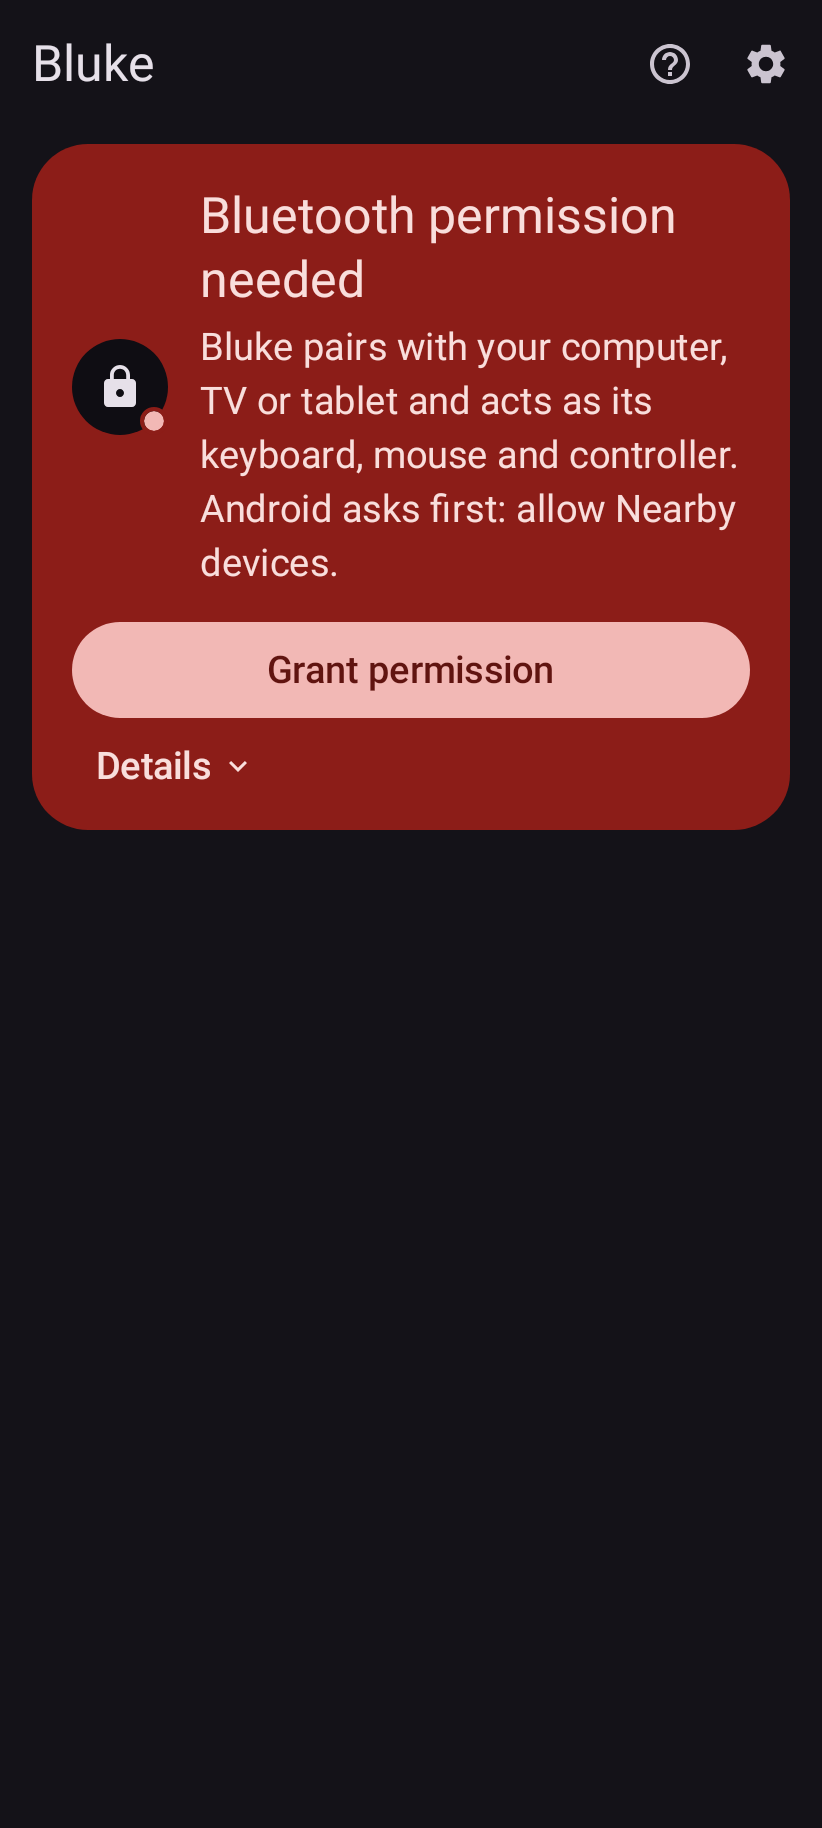 Bluke
Bluetooth permission
needed
Bluke pairs with your computer,
TV or tablet and acts as its
keyboard, mouse and controller.
Android asks first: allow Nearby
devices.
Grant permission
Details